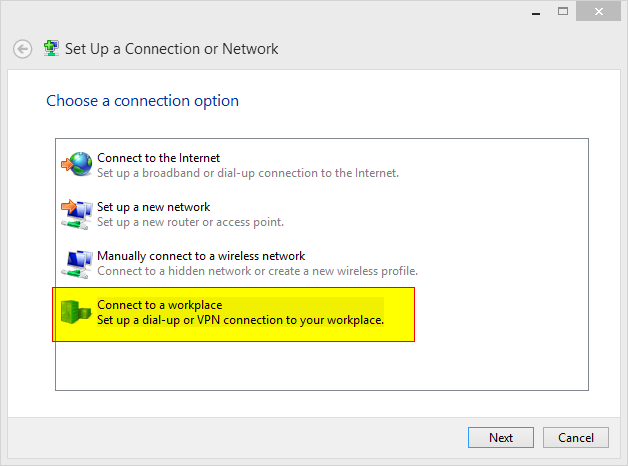 Set Up a Connection or Network
Choose a connection option
Connect to the Internet
Set up a broadband or dial-up connection to the Internet.
Set up a new network
Set up a new router or access point.
Manually connect to a wireless network
Connect to a hidden network or create a new wireless profile.
Connect to a workplace
Set up a dial-up or VPN connection to your workplace.
Next Cancel